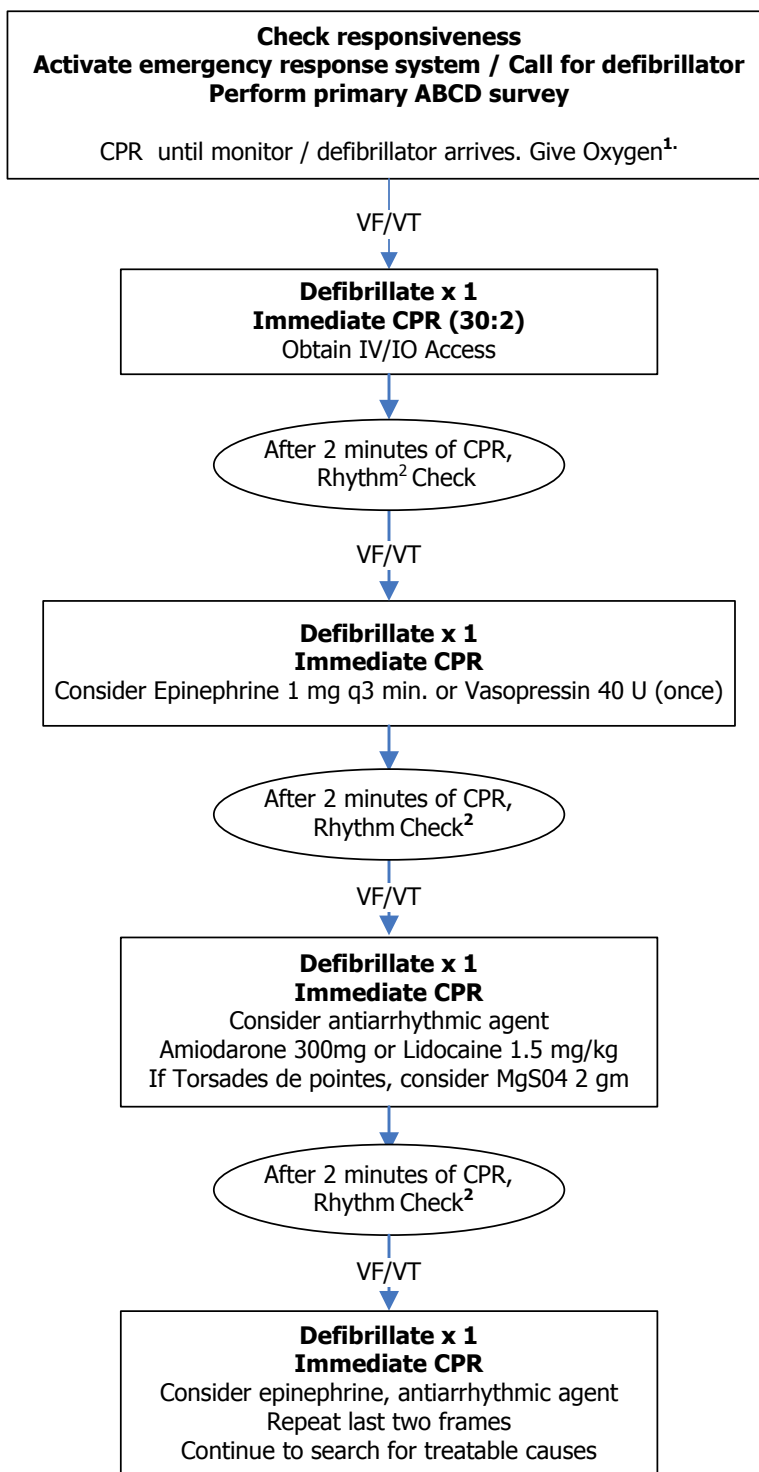 Check responsiveness
Activate emergency response system / Call for defibrillator
Perform primary ABCD survey
CPR until monitor / defibrillator arrives. Give Oxygen¹·
VF/VT
Defibrillate x 1
Immediate CPR (30:2)
Obtain IV/IO Access
After 2 minutes of CPR,
Rhythm² Check
VF/VT
Defibrillate x 1
Immediate CPR
Consider Epinephrine 1 mg q3 min. or Vasopressin 40 U (once)
After 2 minutes of CPR,
Rhythm Check²
VF/VT
Defibrillate x 1
Immediate CPR
Consider antiarrhythmic agent
Amiodarone 300mg or Lidocaine 1.5 mg/kg
If Torsades de pointes, consider MgS04 2 gm
After 2 minutes of CPR,
Rhythm Check²
VF/VT
Defibrillate x 1
Immediate CPR
Consider epinephrine, antiarrhythmic agent
Repeat last two frames
Continue to search for treatable causes